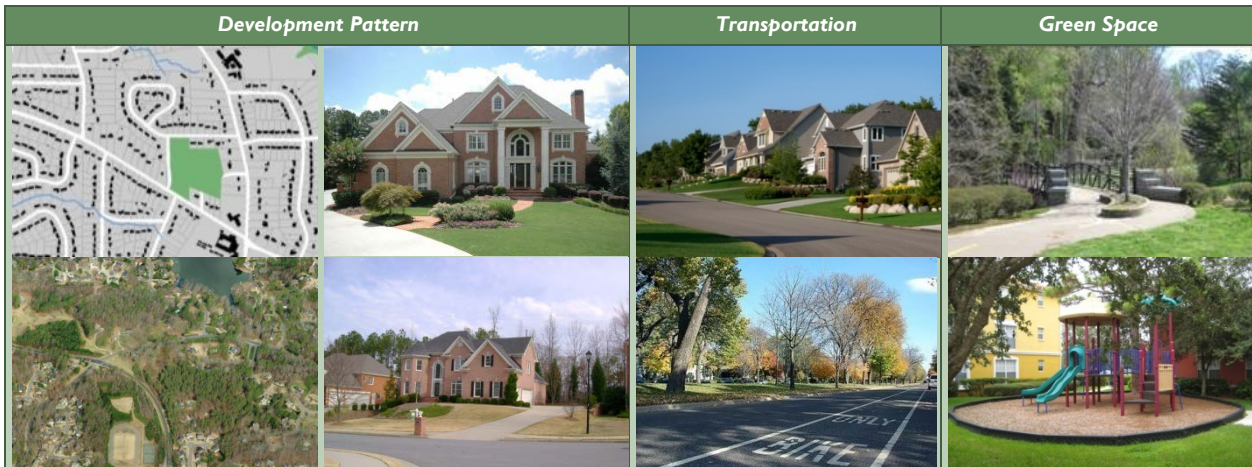 Development Pattern
Transportation
Green Space
ONLY
BIKE